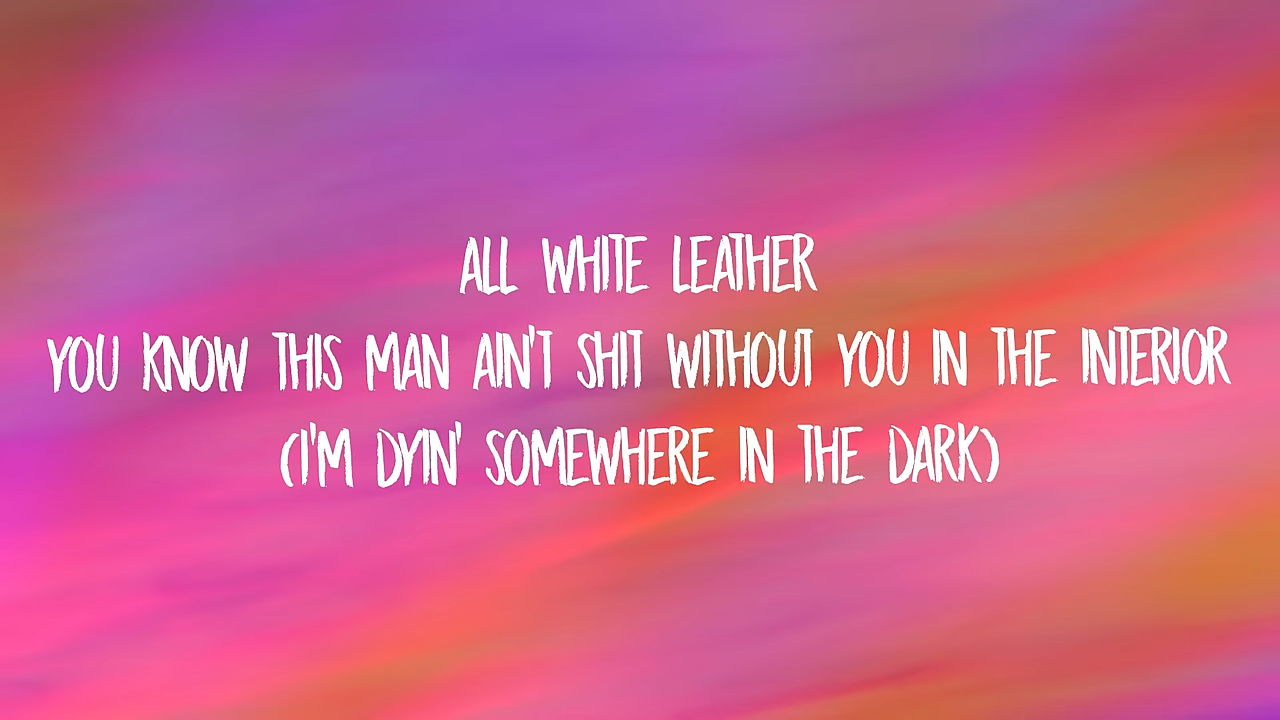 ALL WHITE LEATHER
YOU KNOW THIS MAN AIN'T SHIT WITHOUT YOU IN THE INTERIOR
(I'M DYIN' SOMEWHERE IN THE DARK)